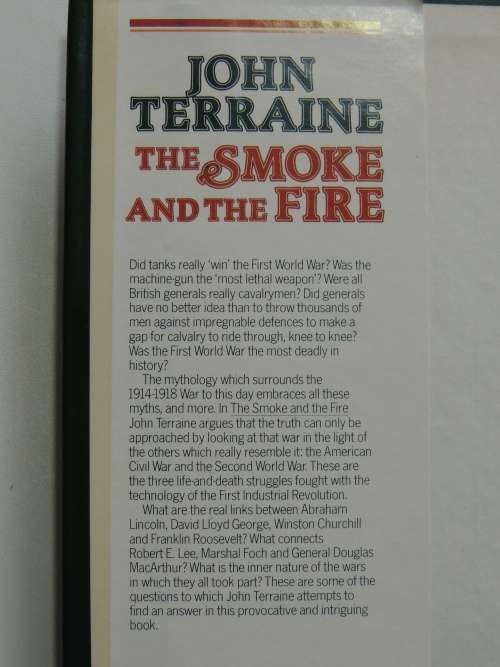 JOHN
TERRAINE
THE SMOKE
AND THE FIRE
Did tanks really 'win' the First World War? Was the
machine-gun the 'most lethal weapon'? Were all
British generals really cavalrymen? Did generals
have no better idea than to throw thousands of
men against impregnable defences to make a
gap for calvalry to ride through, knee to knee?
Was the First World War the most deadly in
history?
The mythology which surrounds the
1914-1918 War to this day embraces all these
myths, and more. In The Smoke and the Fire
John Terraine argues that the truth can only be
approached by looking at that war in the light of
the others which really resemble it: the American
Civil War and the Second World War. These are
the three life-and-death struggles fought with the
technology of the First Industrial Revolution.
What are the real links between Abraham
Lincoln, David Lloyd George, Winston Churchill
and Franklin Roosevelt? What connects
Robert E. Lee, Marshal Foch and General Douglas
MacArthur? What is the inner nature of the wars
in which they all took part? These are some of the
questions to which John Terraine attempts to
find an answer in this provocative and intriguing
book.